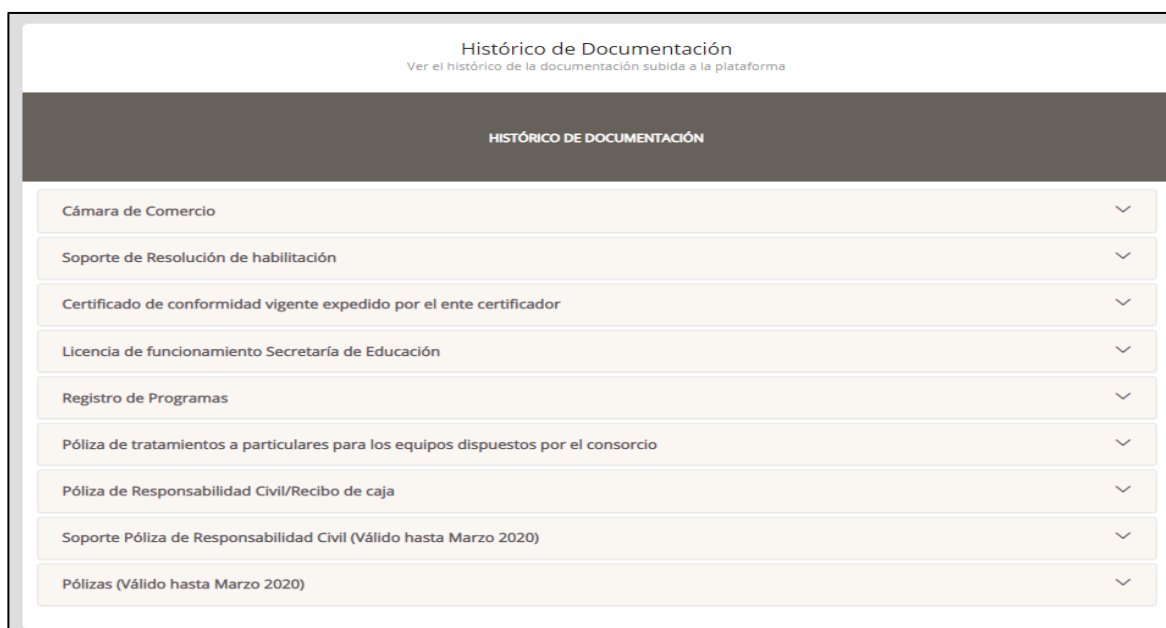 Histórico de Documentación
Ver el histórico de la documentación subida a la plataforma
HISTÓRICO DE DOCUMENTACIÓN
Cámara de Comercio
Soporte de Resolución de habilitación
Certificado de conformidad vigente expedido por el ente certificador
Licencia de funcionamiento Secretaría de Educación
Registro de Programas
Póliza de tratamientos a particulares para los equipos dispuestos por el consorcio
Póliza de Responsabilidad Civil/Recibo de caja
Soporte Póliza de Responsabilidad Civil (Válido hasta Marzo 2020)
Pólizas (Válido hasta Marzo 2020)